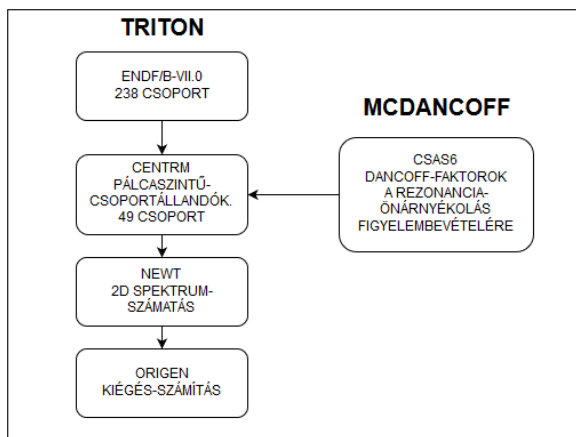 TRITON
ENDF/B-VII.0
238 CSOPORT
CENTRM
PÁLCASZINTŰ-
CSOPORTÁLLANDÓK.
49 CSOPORT
NEWT
2D SPEKTRUM-
SZÁMATÁS
ORIGEN
KIÉGÉS-SZÁMÍTÁS
MCDANCOFF
CSAS6
DANCOFF-FAKTOROK
A REZONANCIA-
ÖNÁRNYÉKOLÁS
FIGYELEMBEVÉTELÉRE